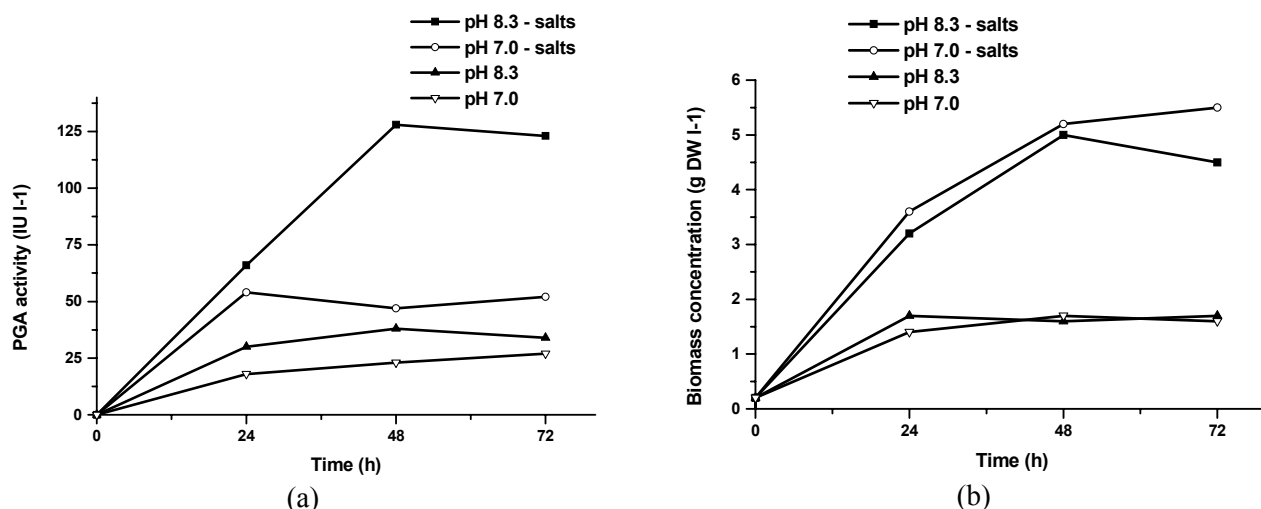 pH 8.3 - salts
pH 7.0 - salts
pH 8.3
pH 7.0
125
100
75
50
25
0
PGA activity (IU l-1)
0 24 48 72
Time (h)
(a)
pH 8.3 - salts
pH 7.0 - salts
pH 8.3
pH 7.0
6
5
4
3
2
1
0
Biomass concentration (g DW l-1)
0 24 48 72
Time (h)
(b)